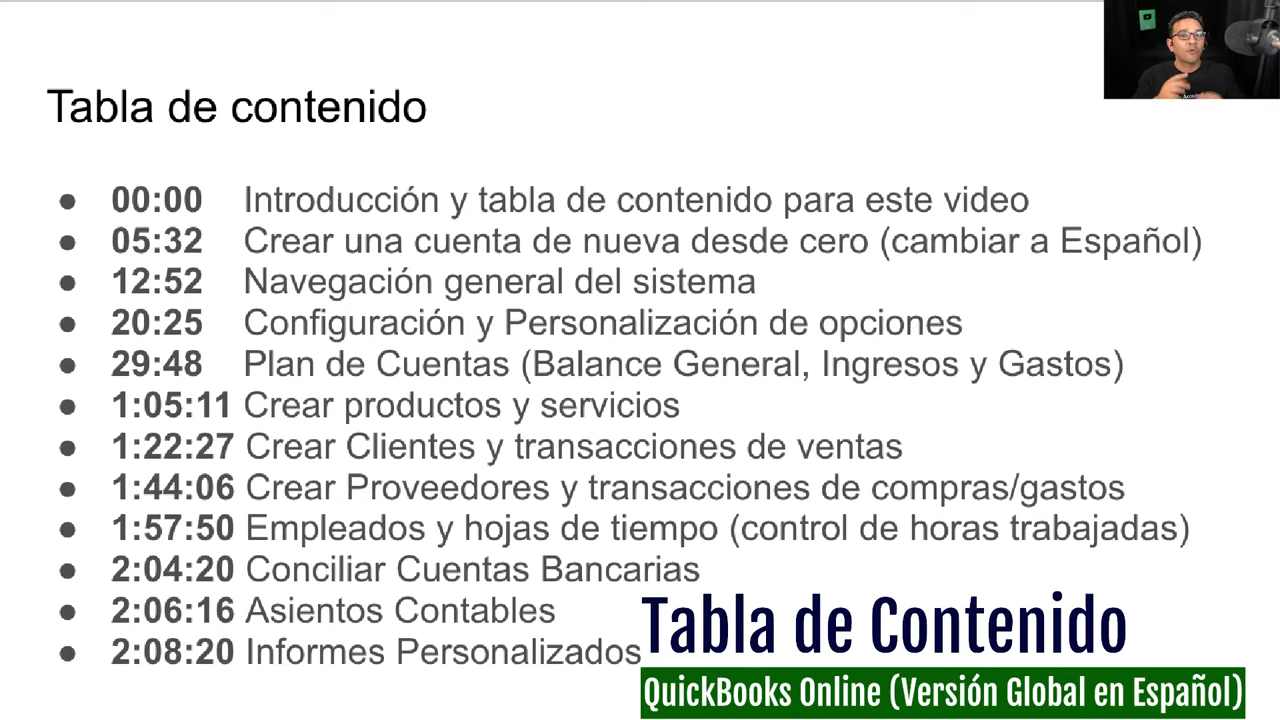 Tabla de contenido
● 00:00 Introducción y tabla de contenido para este video
● 05:32 Crear una cuenta de nueva desde cero (cambiar a Español)
● 12:52 Navegación general del sistema
● 20:25 Configuración y Personalización de opciones
● 29:48 Plan de Cuentas (Balance General, Ingresos y Gastos)
● 1:05:11 Crear productos y servicios
● 1:22:27 Crear Clientes y transacciones de ventas
● 1:44:06 Crear Proveedores y transacciones de compras/gastos
● 1:57:50 Empleados y hojas de tiempo (control de horas trabajadas)
● 2:04:20 Conciliar Cuentas Bancarias
● 2:06:16 Asientos Contables
● 2:08:20 Informes Personalizados
Tabla de Contenido
QuickBooks Online (Versión Global en Español)